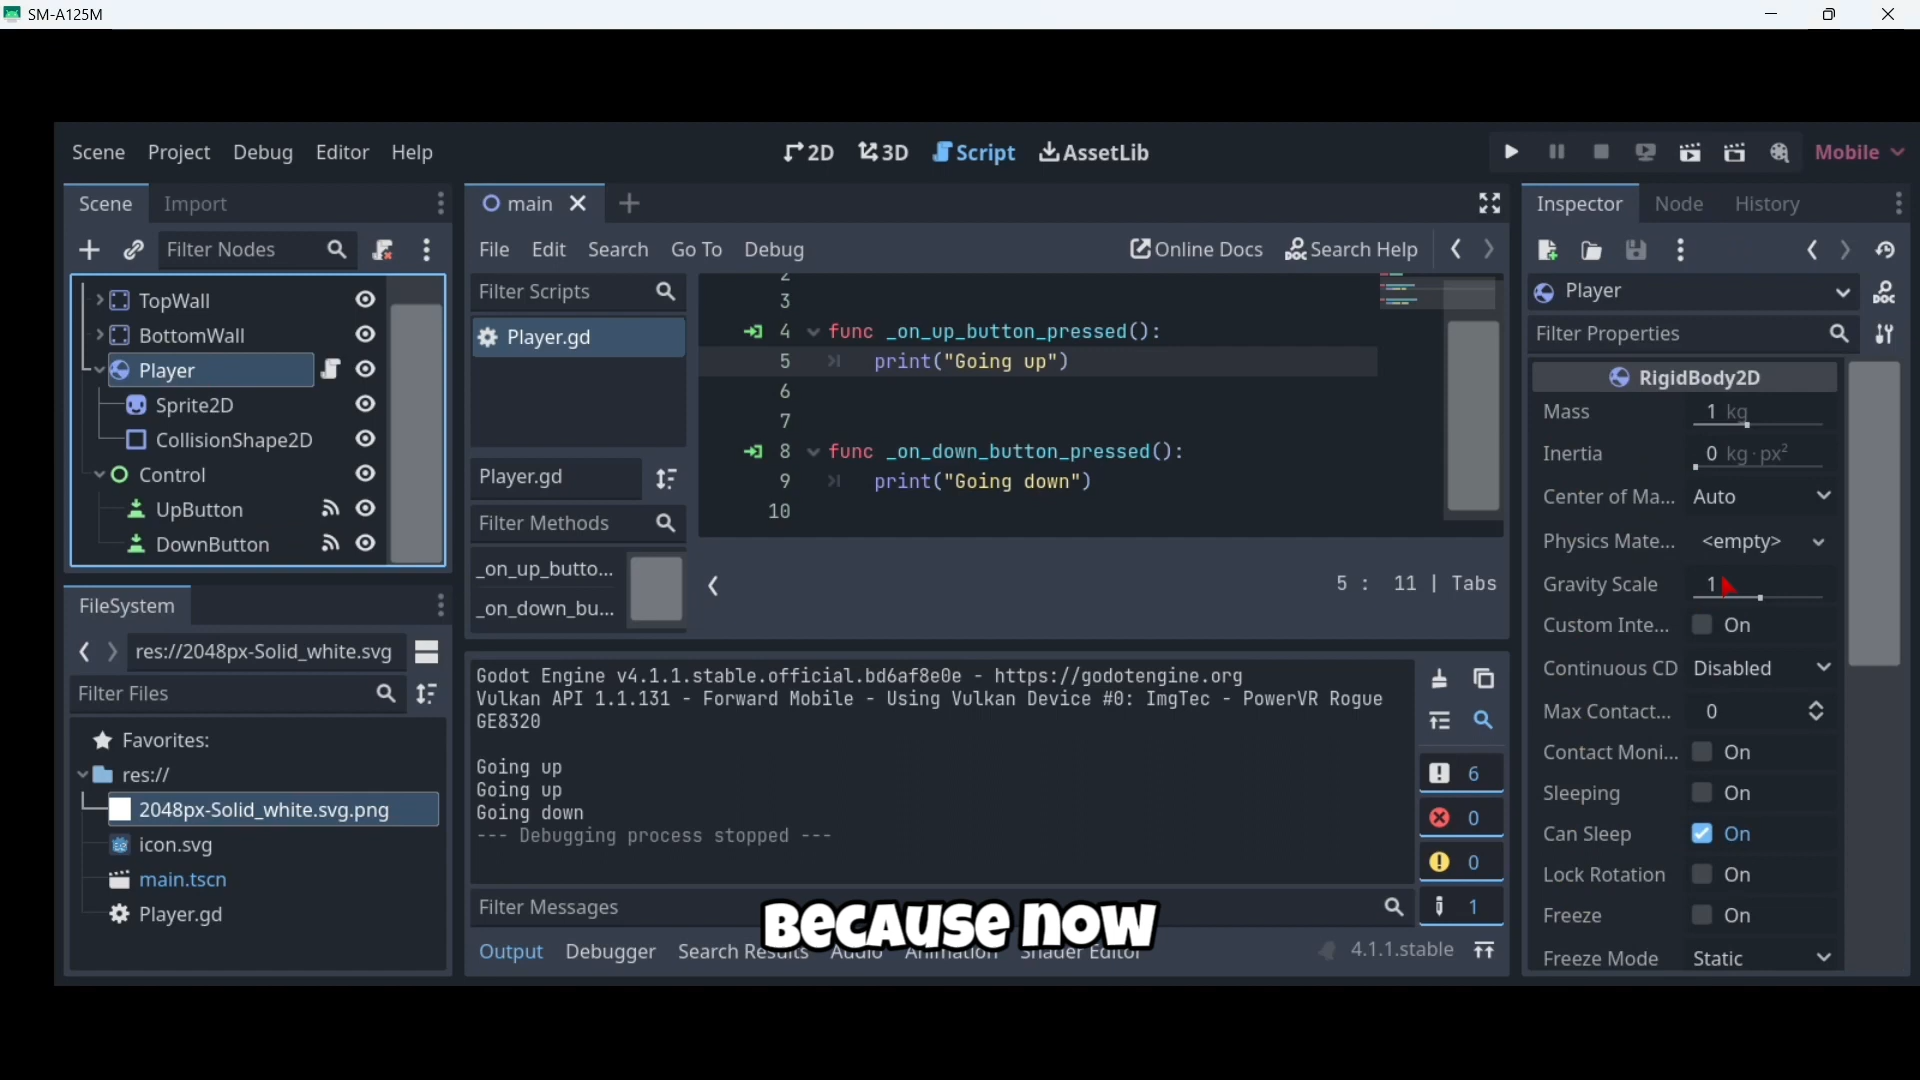 SM-A125M
Scene Project Debug Editor Help
2D 3D Script AssetLib
Mobile
Scene Import
Filter Nodes
TopWall
BottomWall
Player
Sprite2D
CollisionShape2D
Control
UpButton
DownButton
FileSystem
res://2048px-Solid_white.svg
Filter Files
Favorites:
res://
2048px-Solid_white.svg.png
icon.svg
main.tscn
Player.gd
main
File Edit Search Go To Debug
Online Docs Search Help
Filter Scripts
Player.gd
Player.gd
Filter Methods
_on_up_butto...
_on_down_bu...
2
3
4 func _on_up_button_pressed():
5 print("Going up")
6
7
8 func _on_down_button_pressed():
9 print("Going down")
10
5 : 11 | Tabs
Godot Engine v4.1.1.stable.official.bd6af8e0e - https://godotengine.org
Vulkan API 1.1.131 - Forward Mobile - Using Vulkan Device #0: ImgTec - PowerVR Rogue
GE8320
Going up
Going up
Going down
--- Debugging process stopped ---
6
0
0
1
Filter Messages
BECAUSE NOW
Output Debugger Search Results Audio Animation Shader Editor
4.1.1.stable
Inspector Node History
Player
DOC
Filter Properties
RigidBody2D
Mass 1 kg
Inertia 0 kg·px²
Center of Ma... Auto
Physics Mate... <empty>
Gravity Scale 1
Custom Inte... On
Continuous CD Disabled
Max Contact... 0
Contact Moni... On
Sleeping On
Can Sleep On
Lock Rotation On
Freeze On
Freeze Mode Static